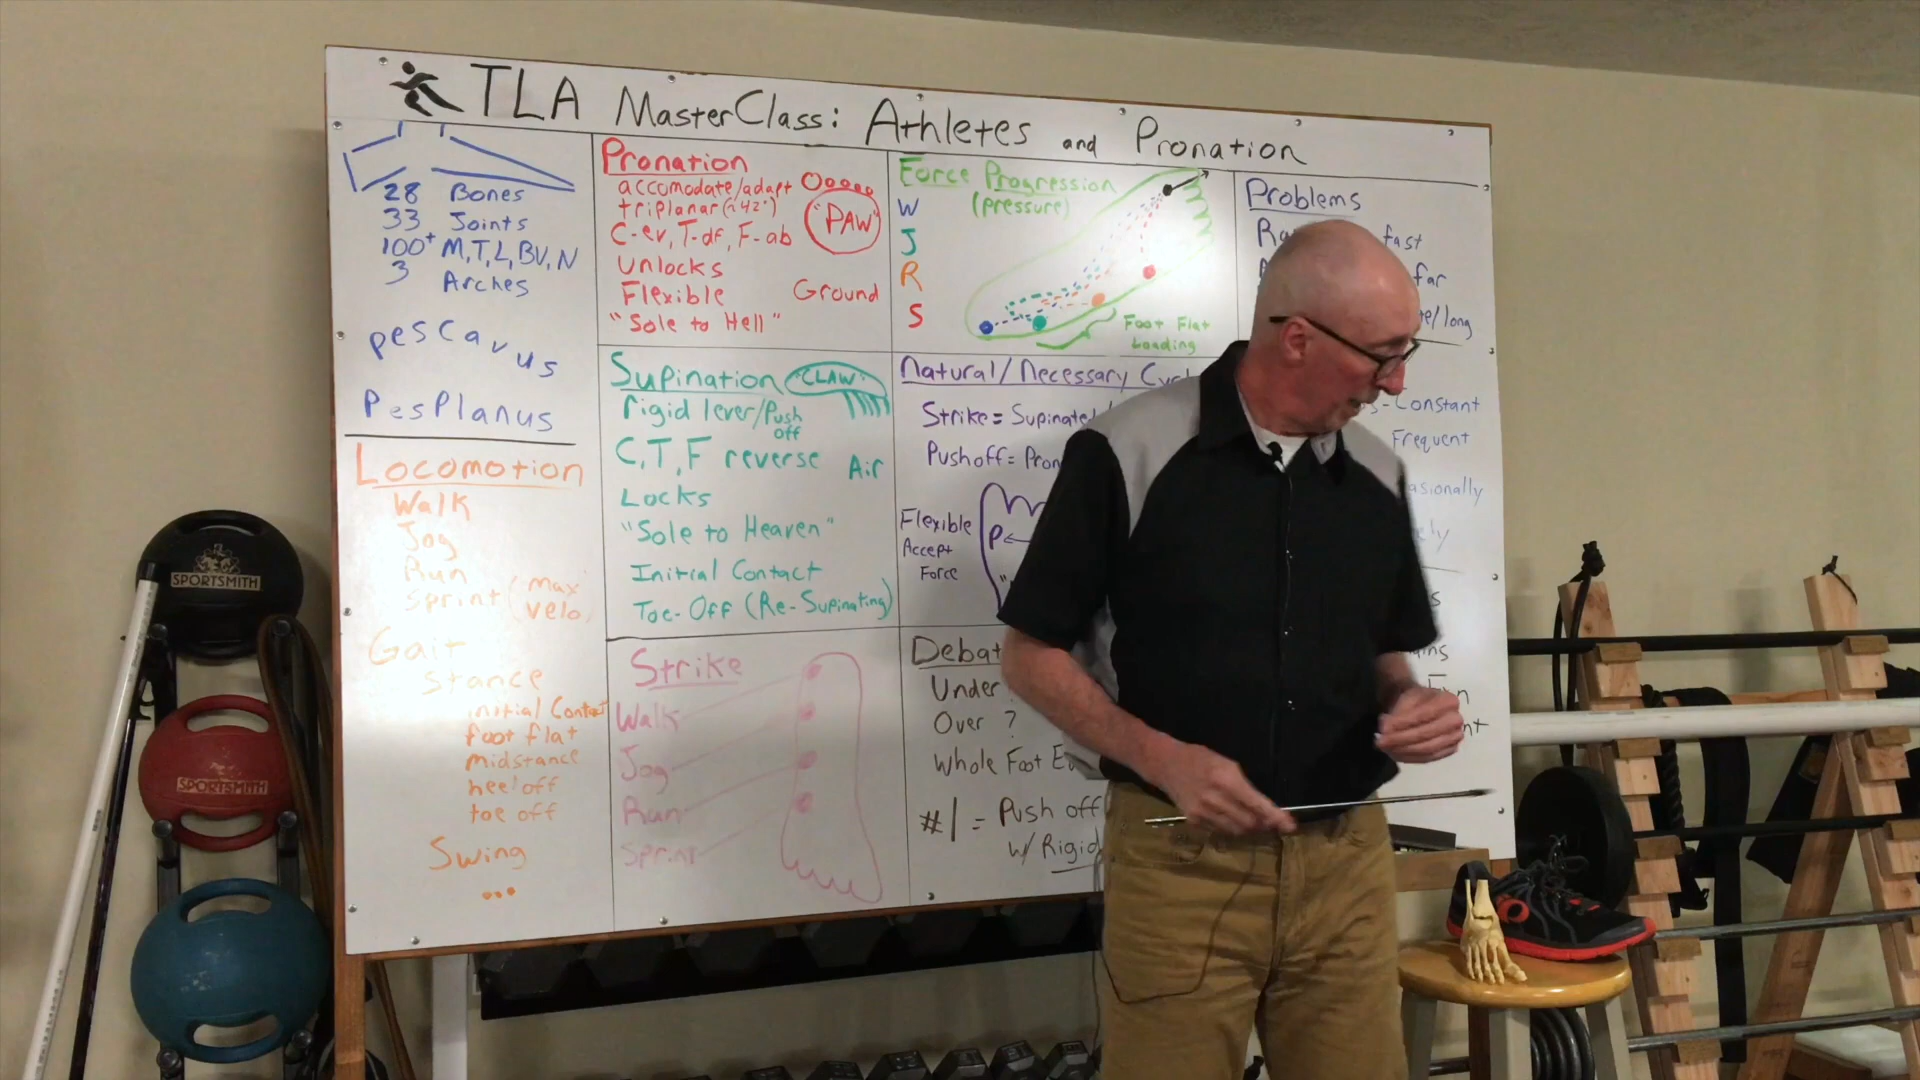 TLA MasterClass: Athletes and Pronation
28 Bones
33 Joints
100+ M,T,L,BV,N
3 Arches
pes Cavus
Pes Planus
Locomotion
Walk
Jog
Run
Sprint (max
velo)
Gait
Stance
initial Contact
foot flat
midstance
heel off
toe off
Swing
...
Pronation
accomodate/adapt
triplanar (~42°)
"PAW"
C-ev, T-df, F-ab
Unlocks
Flexible
Ground
"Sole to Hell"
Supination
"CLAW"
rigid lever/Push
off
C,T,F reverse
Air
Locks
"Sole to Heaven"
Initial Contact
Toe-Off (Re-Supinating)
Strike
Walk
Jog
Run
Sprint
Force Progression
(pressure)
W
J
R
S
Foot Flat
Loading
Natural/Necessary
Strike = Supinated
Pushoff =
Flexible
Accept
Force
P
Under
Over ?
Whole Foot
#1 = Push off
w/ Rigid
Problems
fast
far
long
Constant
Frequent
SPORTSMITH
SPORTSMITH